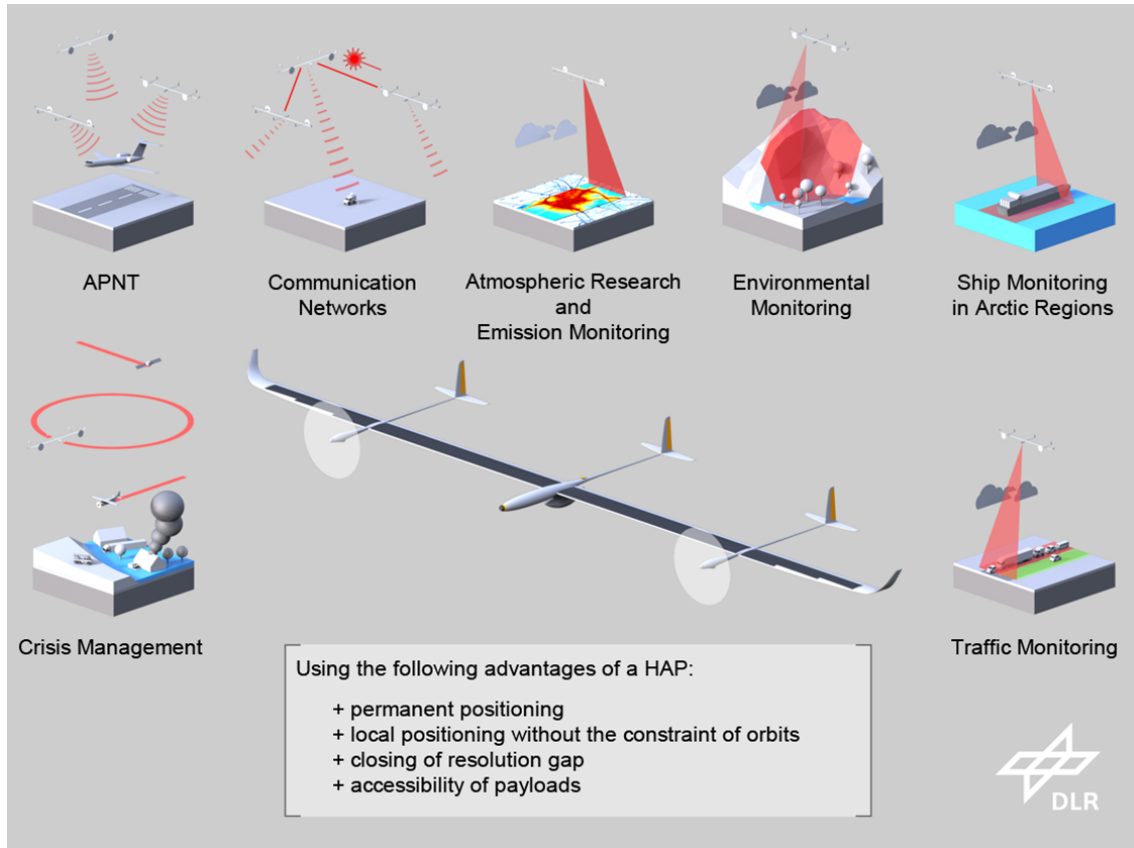 APNT
Communication
Networks
Atmospheric Research
and
Emission Monitoring
Environmental
Monitoring
Ship Monitoring
in Arctic Regions
Crisis Management
Traffic Monitoring
Using the following advantages of a HAP:
+ permanent positioning
+ local positioning without the constraint of orbits
+ closing of resolution gap
+ accessibility of payloads
DLR